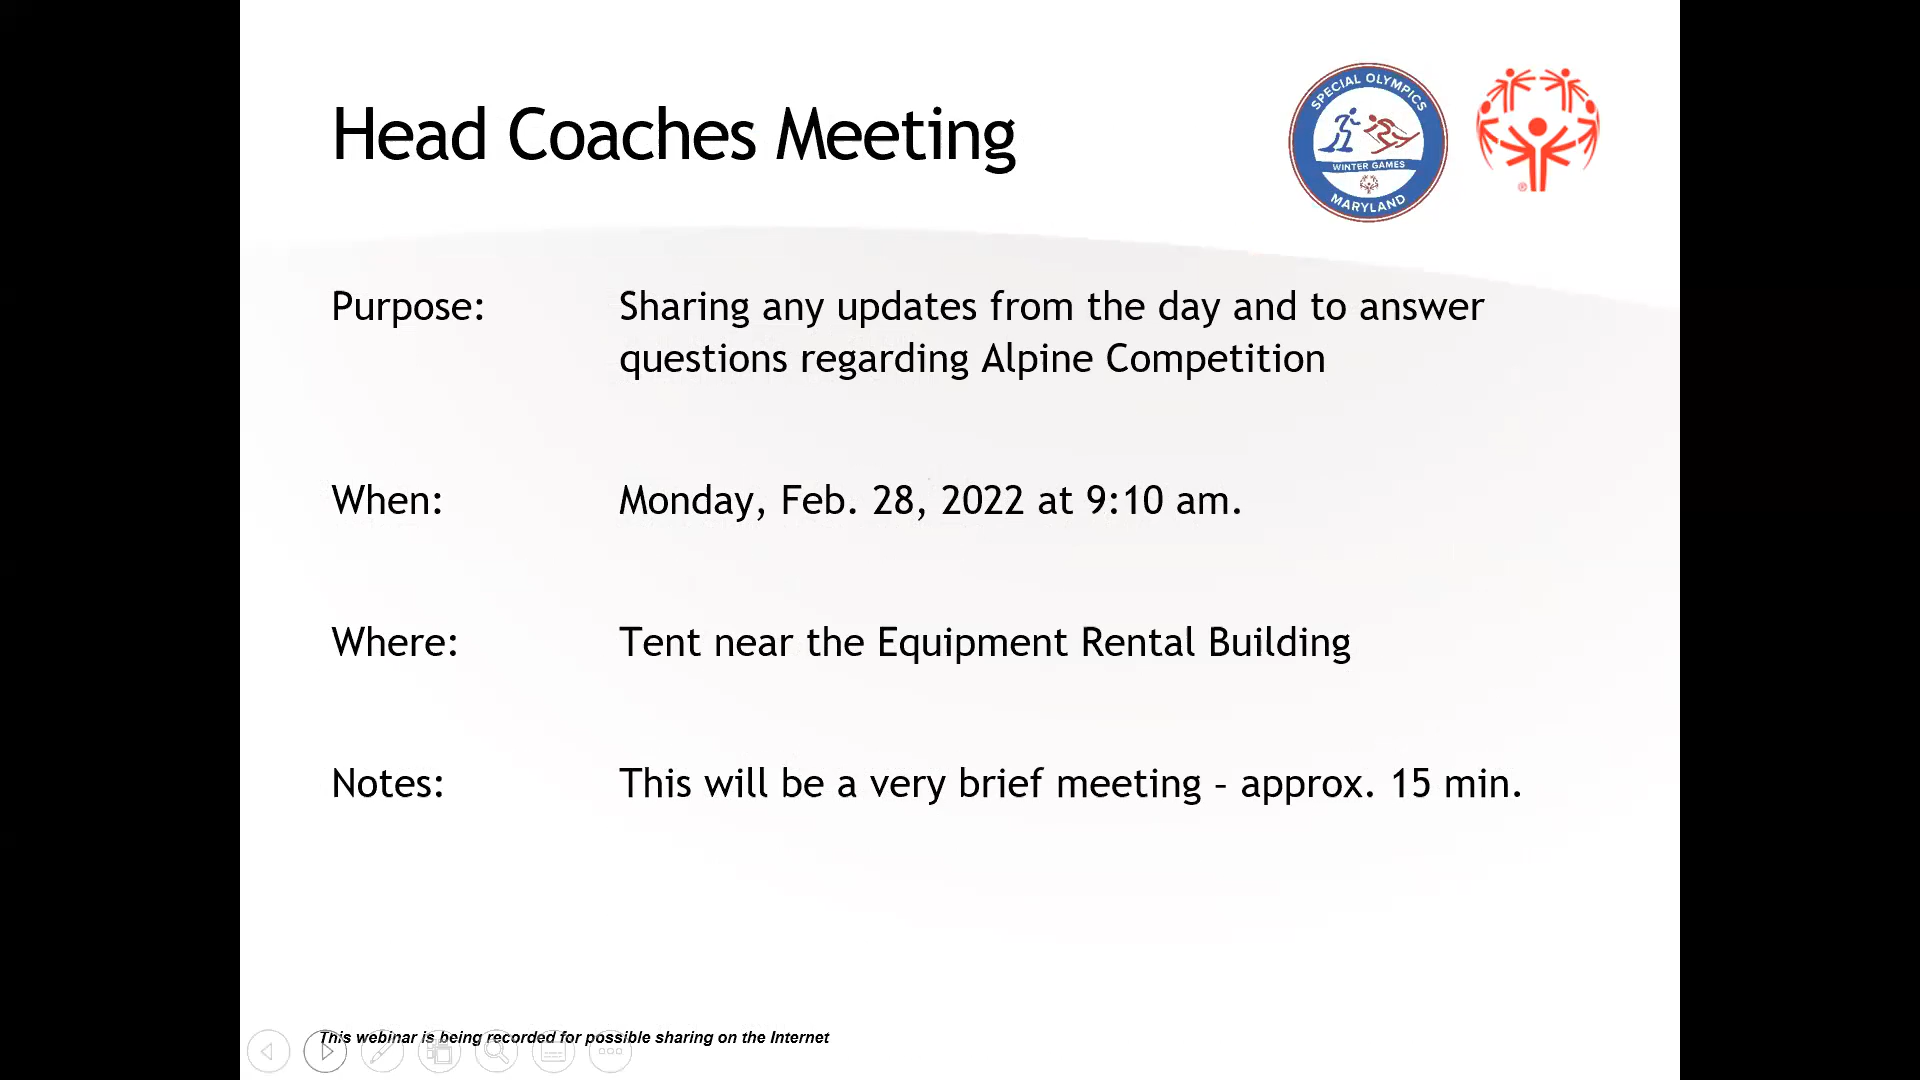 Head Coaches Meeting
SPECIAL OLYMPICS
WINTER GAMES
MARYLAND
®
Purpose: Sharing any updates from the day and to answer
questions regarding Alpine Competition
When: Monday, Feb. 28, 2022 at 9:10 am.
Where: Tent near the Equipment Rental Building
Notes: This will be a very brief meeting – approx. 15 min.
This webinar is being recorded for possible sharing on the Internet